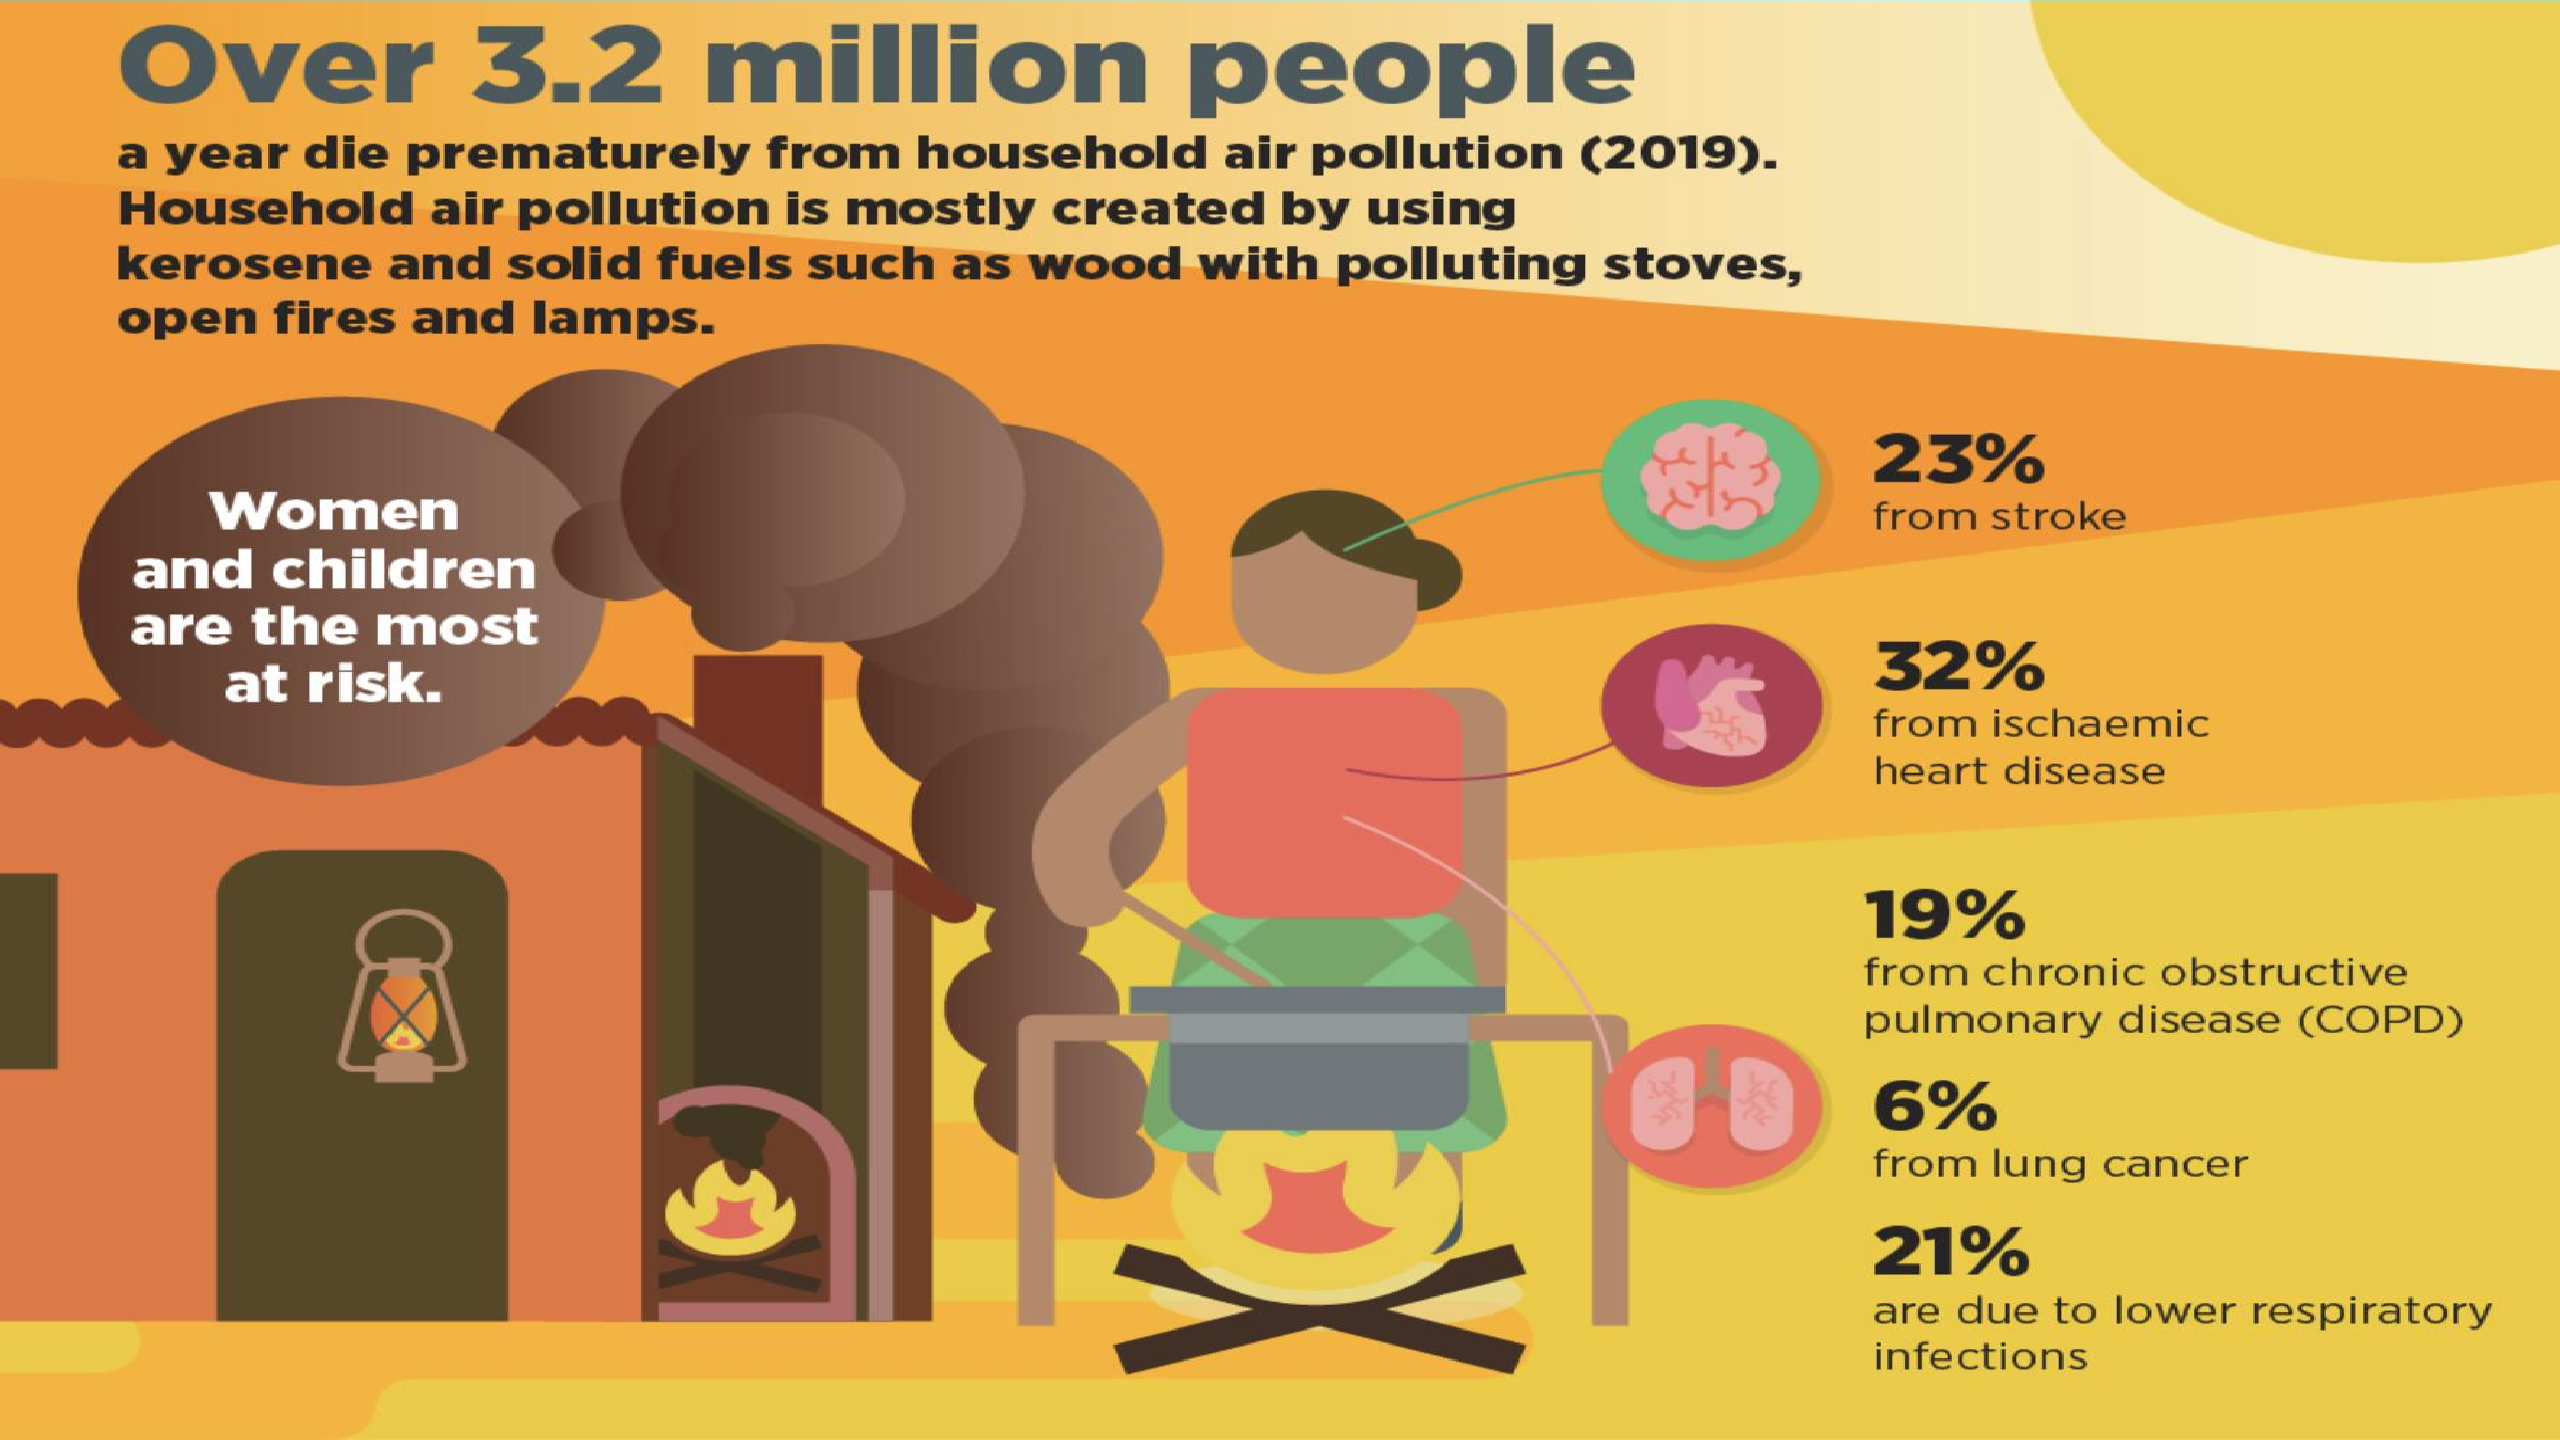 Over 3.2 million people
a year die prematurely from household air pollution (2019).
Household air pollution is mostly created by using
kerosene and solid fuels such as wood with polluting stoves,
open fires and lamps.
Women
and children
are the most
at risk.
23%
from stroke
32%
from ischaemic
heart disease
19%
from chronic obstructive
pulmonary disease (COPD)
6%
from lung cancer
21%
are due to lower respiratory
infections